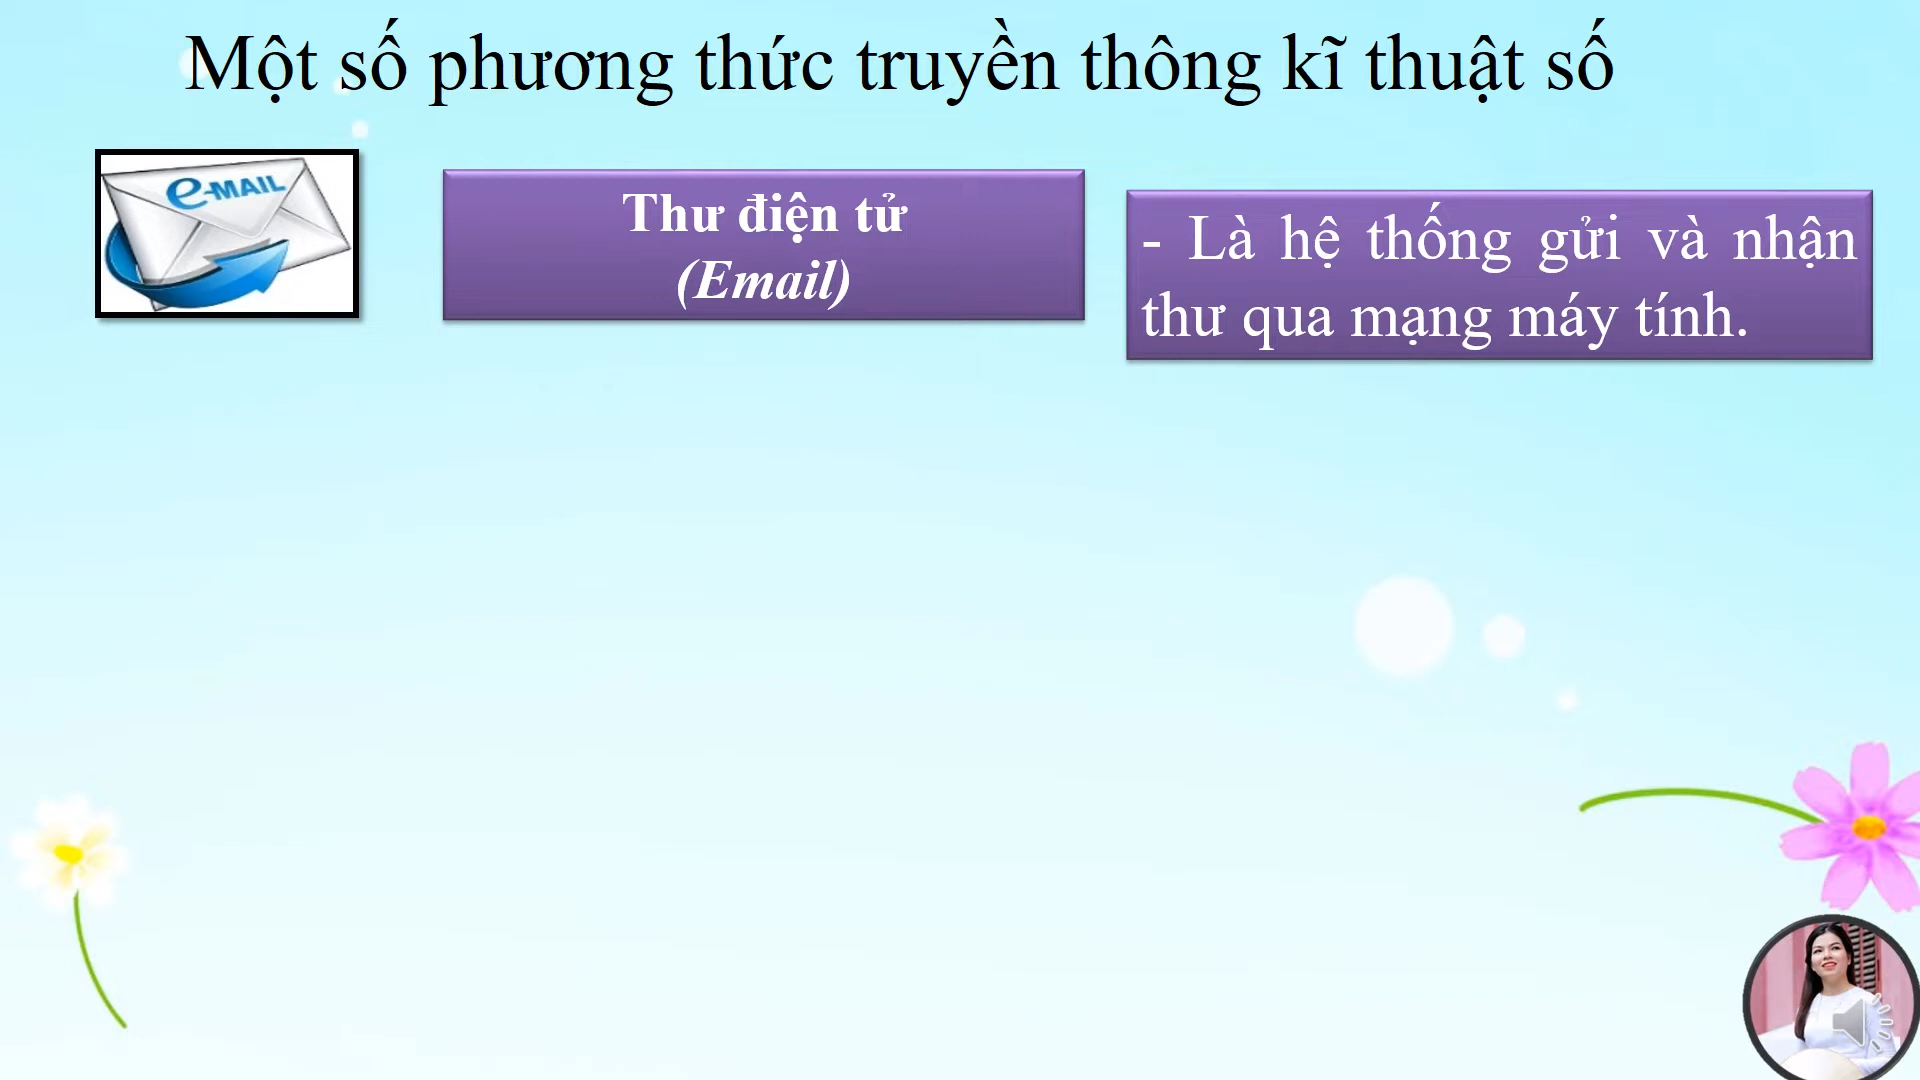 Một số phương thức truyền thông kĩ thuật số
e-MAIL
Thư điện tử
(Email)
- Là hệ thống gửi và nhận
thư qua mạng máy tính.